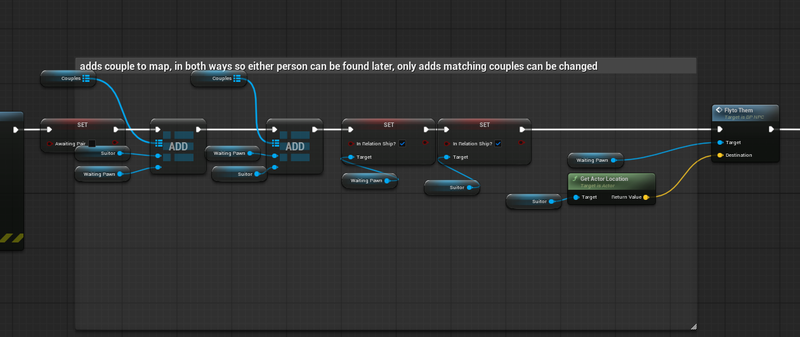 adds couple to map, in both ways so either person can be found later, only adds matching couples can be changed
Couples
Couples
SET
Awaiting Pair
Suitor
Waiting Pawn
ADD
Waiting Pawn
Suitor
ADD
SET
In Relation Ship?
Target
Waiting Pawn
SET
In Relation Ship?
Target
Suitor
Waiting Pawn
Suitor
Get Actor Location
Target is Actor
Target
Return Value
Flyto Them
Target is GP NPC
Target
Destination